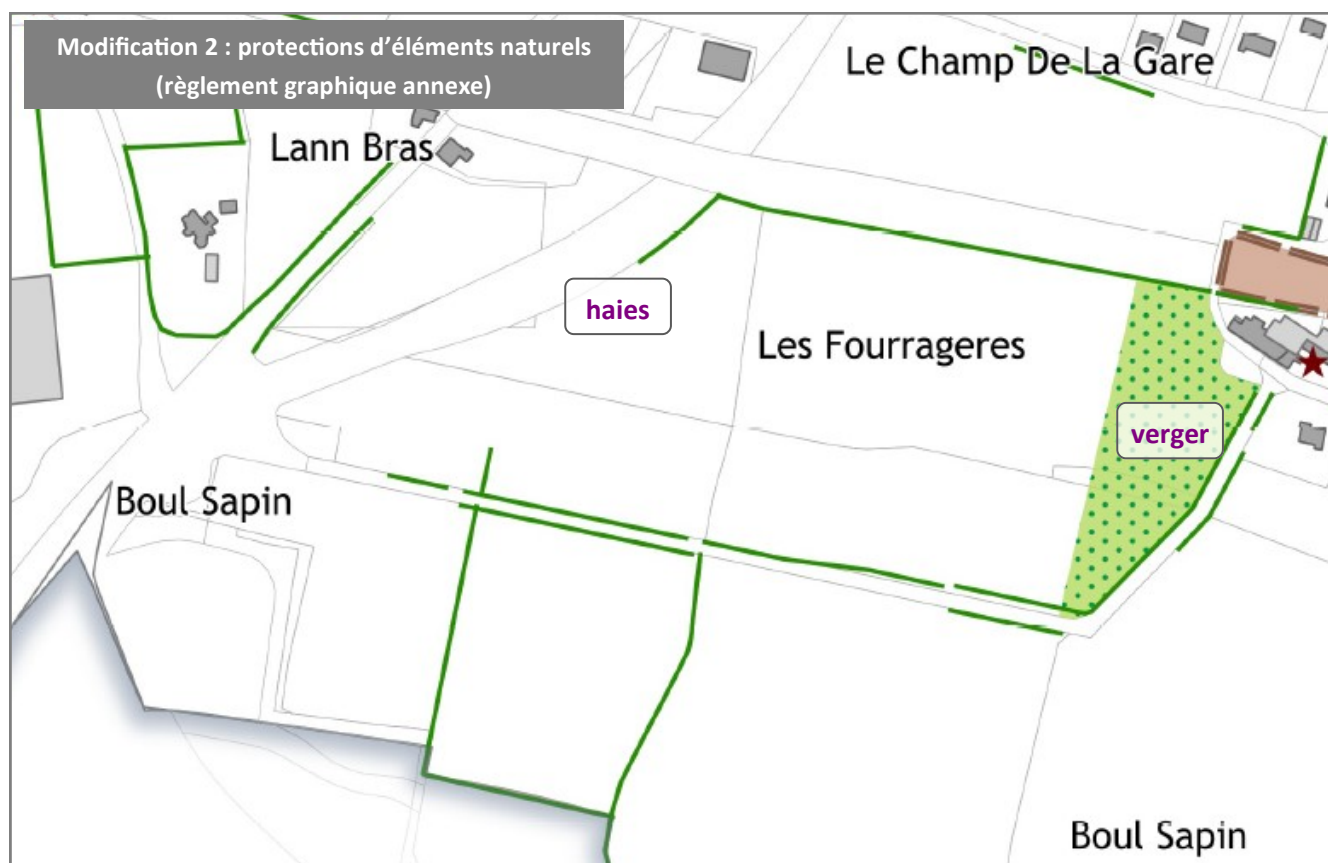 Modification 2 : protections d’éléments naturels
(règlement graphique annexe)
Le Champ De La Gare
Lann Bras
haies
Les Fourrageres
verger
Boul Sapin
Boul Sapin